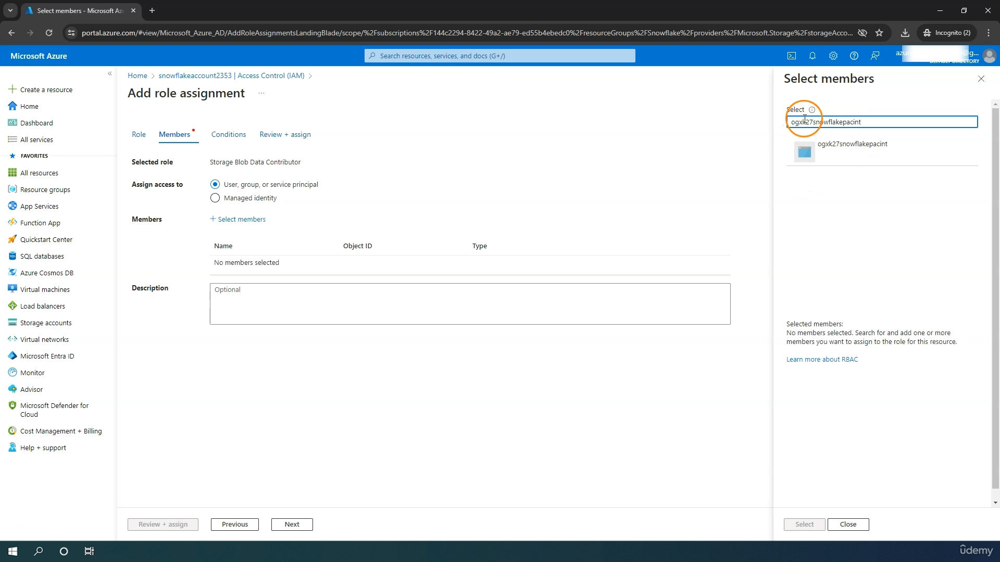 Select members - Microsoft Az
portal.azure.com/#view/Microsoft_Azure_AD/AddRoleAssignmentsLandingBlade/scope/%2Fsubscriptions%2F144c2294-8422-49a2-ae79-ed55b4ebedc0%2FresourceGroups%2FSnowflake%2Fproviders%2FMicrosoft.Storage%2FstorageAcco...
Incognito (2)
Microsoft Azure
Search resources, services, and docs (G+/)
@g...
DEFAULT DIRECTORY
Create a resource
Home
Dashboard
All services
FAVORITES
All resources
Resource groups
App Services
Function App
Quickstart Center
SQL databases
Azure Cosmos DB
Virtual machines
Load balancers
Storage accounts
Virtual networks
Microsoft Entra ID
Monitor
Advisor
Microsoft Defender for
Cloud
Cost Management + Billing
Help + support
Home > snowflakeaccount2353 | Access Control (IAM) >
Add role assignment ...
Role Members Conditions Review + assign
Selected role Storage Blob Data Contributor
Assign access to User, group, or service principal
Managed identity
Members + Select members
Name Object ID Type
No members selected
Description Optional
Review + assign Previous Next
Select members
Select
ogxk27snowflakepacint
ogxk27snowflakepacint
Selected members:
No members selected. Search for and add one or more
members you want to assign to the role for this resource.
Learn more about RBAC
Select Close
ûdemy